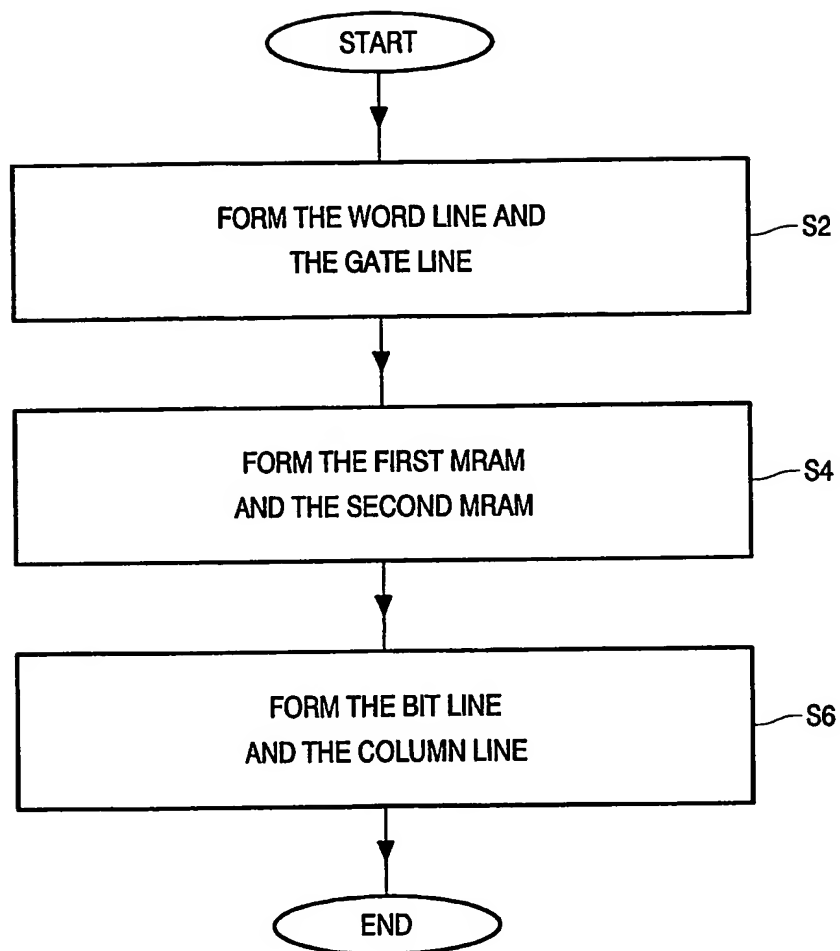 START
FORM THE WORD LINE AND
THE GATE LINE
S2
FORM THE FIRST MRAM
AND THE SECOND MRAM
S4
FORM THE BIT LINE
AND THE COLUMN LINE
S6
END